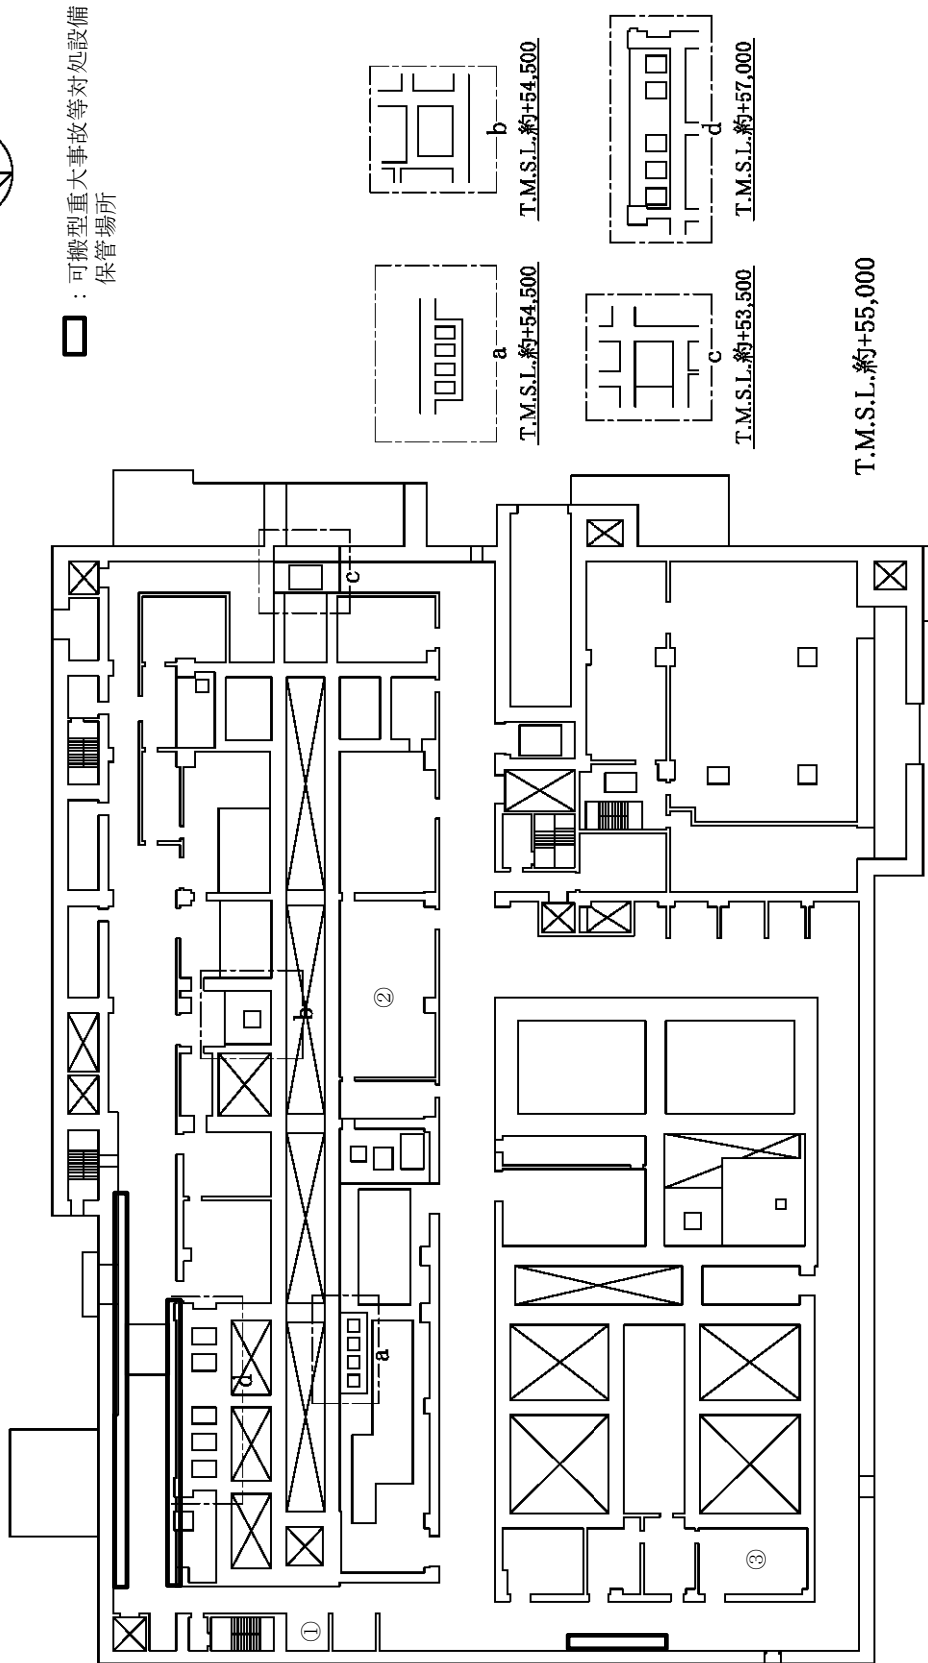 ：可搬型重大事故等対処設備
保管場所
a
T.M.S.L.約+54,500
b
T.M.S.L.約+54,500
c
T.M.S.L.約+53,500
d
T.M.S.L.約+57,000
T.M.S.L.約+55,000
c
b
②
d
a
①
③